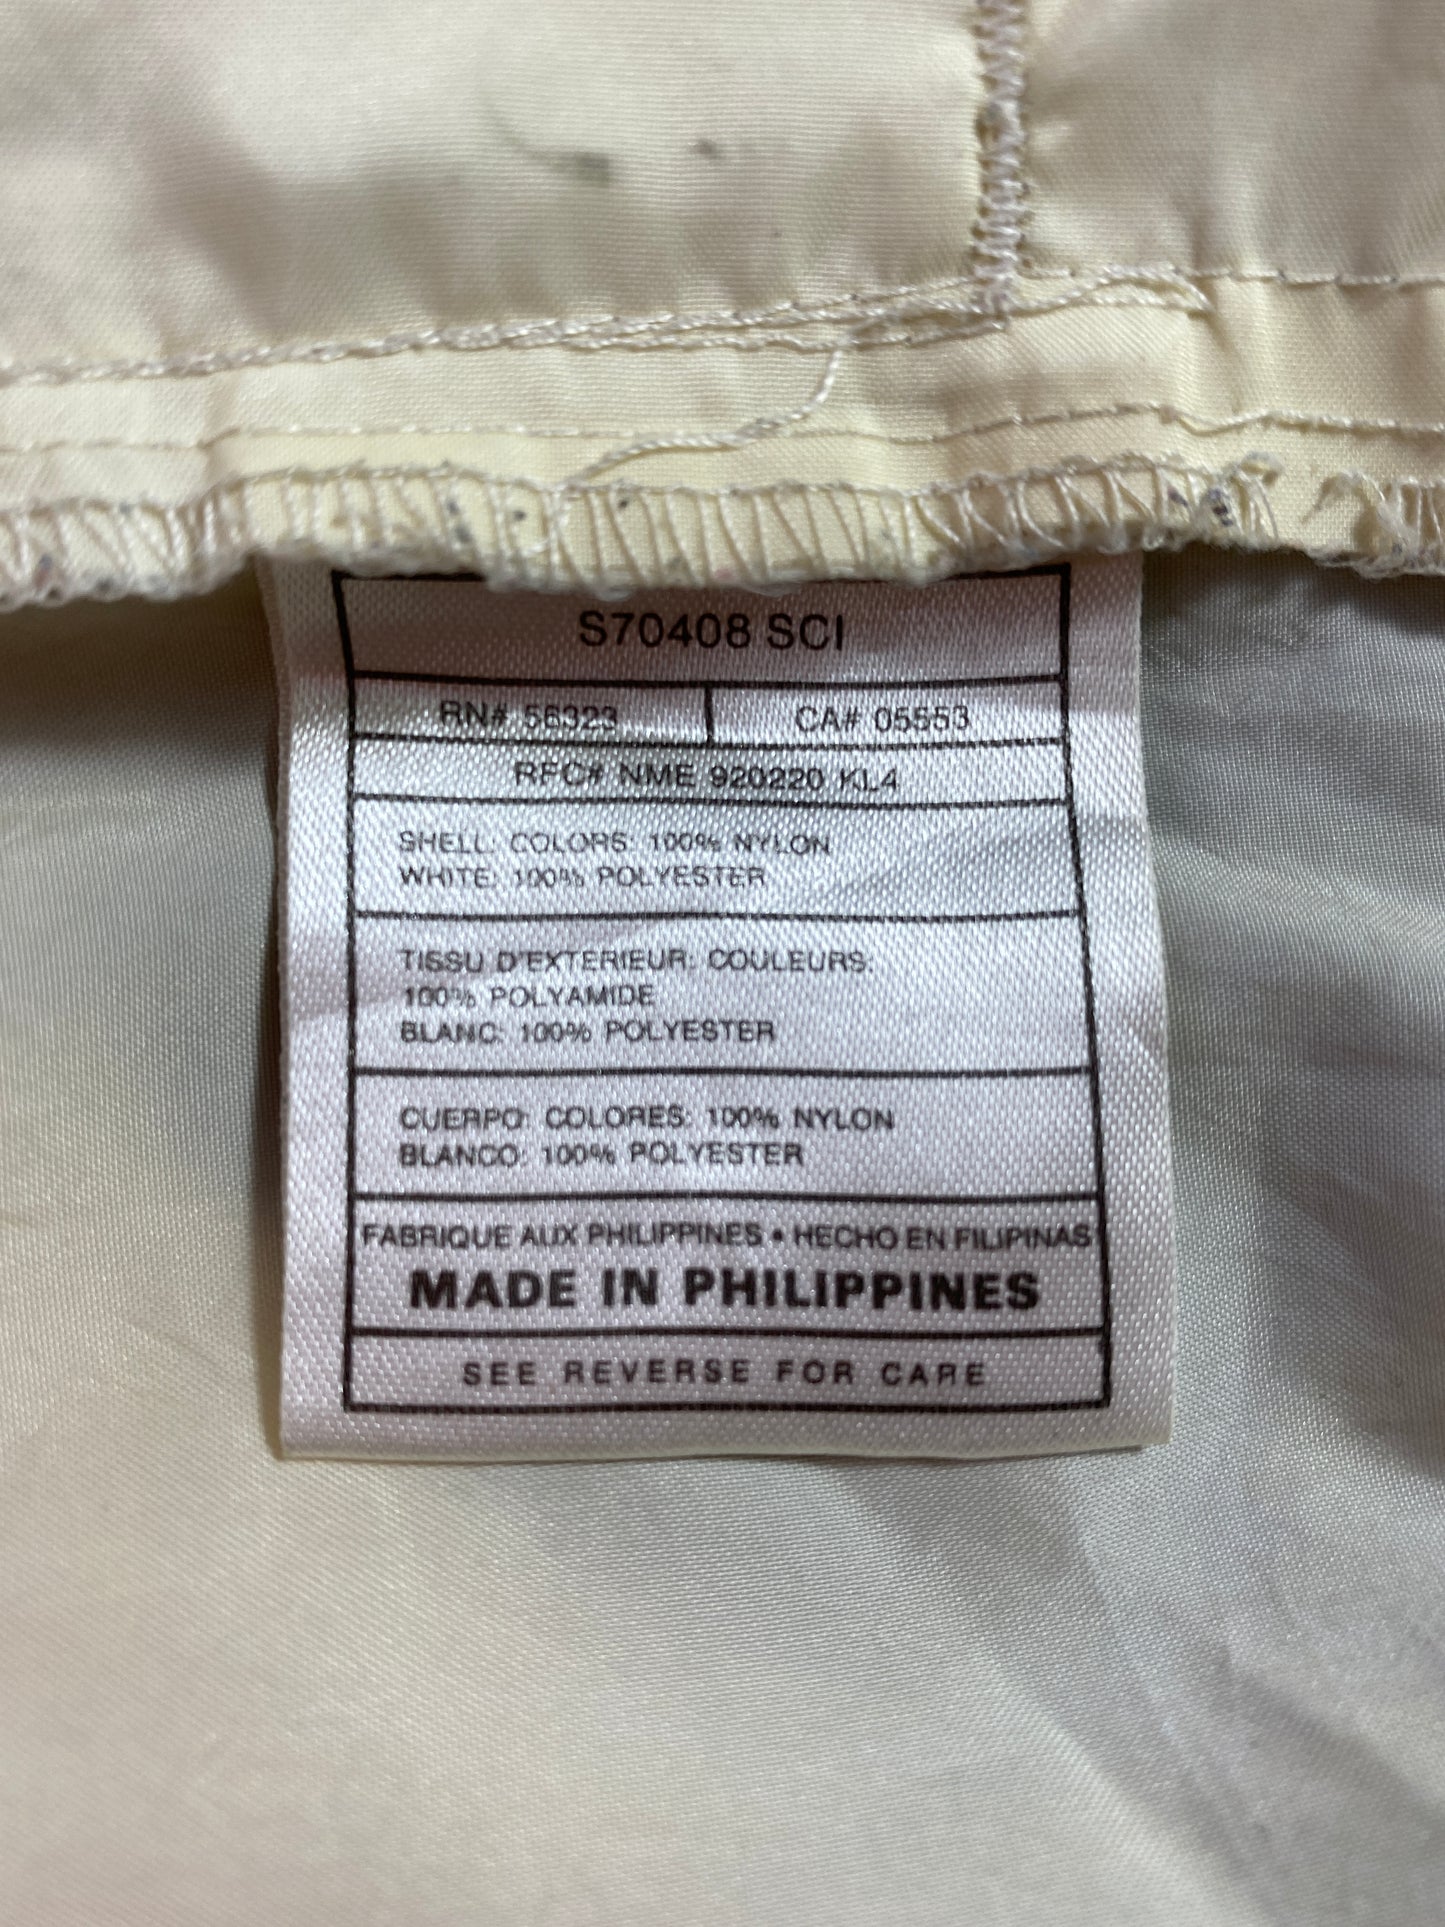 S70408 SCI
RN# 56323 CA# 05553
RFC# NME 920220 KL4
SHELL: COLORS: 100% NYLON
WHITE: 100% POLYESTER
TISSU D'EXTERIEUR: COULEURS:
100% POLYAMIDE
BLANC: 100% POLYESTER
CUERPO: COLORES: 100% NYLON
BLANCO: 100% POLYESTER
FABRIQUE AUX PHILIPPINES • HECHO EN FILIPINAS
MADE IN PHILIPPINES
SEE REVERSE FOR CARE